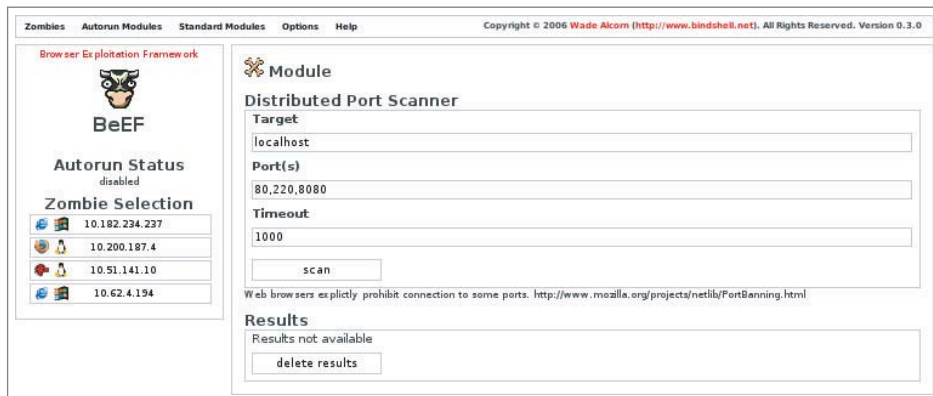 Zombies Autorun Modules Standard Modules Options Help Copyright © 2006 Wade Alcorn (http://www.bindshell.net). All Rights Reserved. Version 0.3.0
Browser Exploitation Framework
BeEF
Autorun Status
disabled
Zombie Selection
10.182.234.237
10.200.187.4
10.51.141.10
10.62.4.194
Module
Distributed Port Scanner
Target
localhost
Port(s)
80,220,8080
Timeout
1000
scan
Web browsers explictly prohibit connection to some ports. http://www.mozilla.org/projects/netlib/PortBanning.html
Results
Results not available
delete results